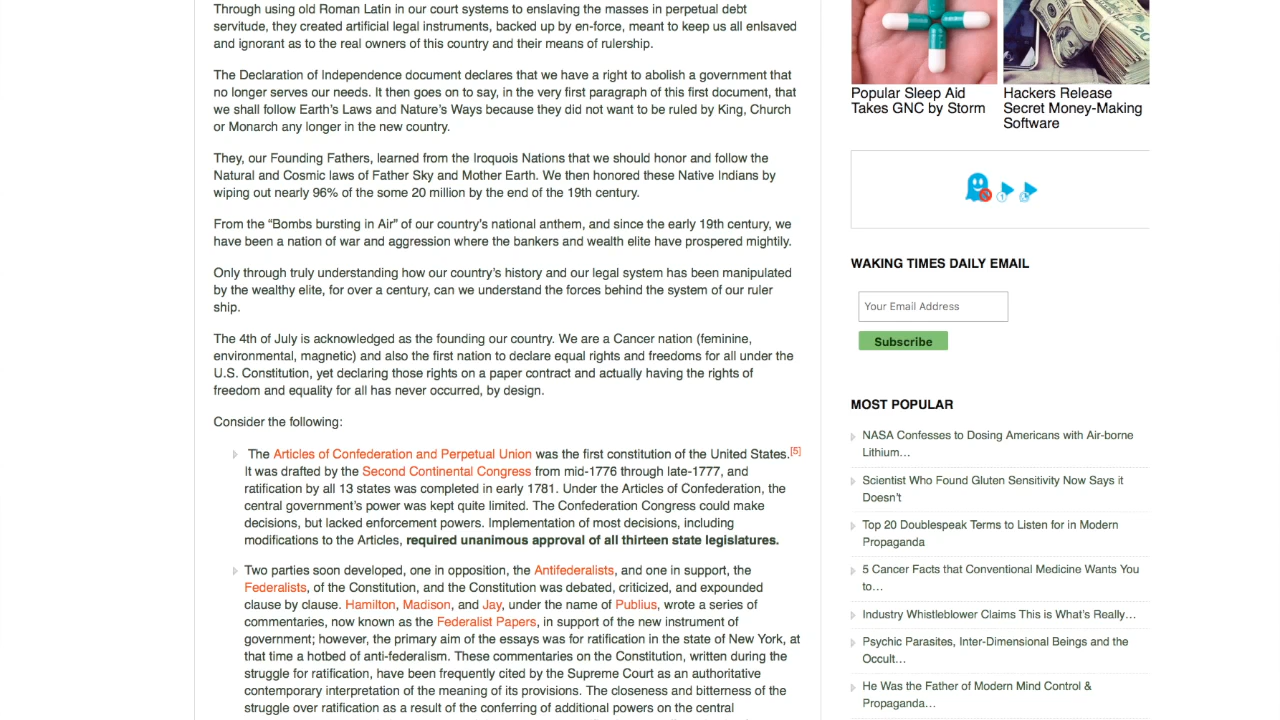 Through using old Roman Latin in our court systems to enslaving the masses in perpetual debt
servitude, they created artificial legal instruments, backed up by en-force, meant to keep us all enlsaved
and ignorant as to the real owners of this country and their means of rulership.
The Declaration of Independence document declares that we have a right to abolish a government that
no longer serves our needs. It then goes on to say, in the very first paragraph of this first document, that
we shall follow Earth's Laws and Nature's Ways because they did not want to be ruled by King, Church
or Monarch any longer in the new country.
They, our Founding Fathers, learned from the Iroquois Nations that we should honor and follow the
Natural and Cosmic laws of Father Sky and Mother Earth. We then honored these Native Indians by
wiping out nearly 96% of the some 20 million by the end of the 19th century.
From the “Bombs bursting in Air” of our country's national anthem, and since the early 19th century, we
have been a nation of war and aggression where the bankers and wealth elite have prospered mightily.
Only through truly understanding how our country's history and our legal system has been manipulated
by the wealthy elite, for over a century, can we understand the forces behind the system of our ruler
ship.
The 4th of July is acknowledged as the founding our country. We are a Cancer nation (feminine,
environmental, magnetic) and also the first nation to declare equal rights and freedoms for all under the
U.S. Constitution, yet declaring those rights on a paper contract and actually having the rights of
freedom and equality for all has never occurred, by design.
Consider the following:
The Articles of Confederation and Perpetual Union was the first constitution of the United States.[5]
It was drafted by the Second Continental Congress from mid-1776 through late-1777, and
ratification by all 13 states was completed in early 1781. Under the Articles of Confederation, the
central government's power was kept quite limited. The Confederation Congress could make
decisions, but lacked enforcement powers. Implementation of most decisions, including
modifications to the Articles, required unanimous approval of all thirteen state legislatures.
Two parties soon developed, one in opposition, the Antifederalists, and one in support, the
Federalists, of the Constitution, and the Constitution was debated, criticized, and expounded
clause by clause. Hamilton, Madison, and Jay, under the name of Publius, wrote a series of
commentaries, now known as the Federalist Papers, in support of the new instrument of
government; however, the primary aim of the essays was for ratification in the state of New York, at
that time a hotbed of anti-federalism. These commentaries on the Constitution, written during the
struggle for ratification, have been frequently cited by the Supreme Court as an authoritative
contemporary interpretation of the meaning of its provisions. The closeness and bitterness of the
struggle over ratification as a result of the conferring of additional powers on the central
Popular Sleep Aid
Takes GNC by Storm
Hackers Release
Secret Money-Making
Software
WAKING TIMES DAILY EMAIL
Your Email Address
Subscribe
MOST POPULAR
NASA Confesses to Dosing Americans with Air-borne
Lithium…
Scientist Who Found Gluten Sensitivity Now Says it
Doesn't
Top 20 Doublespeak Terms to Listen for in Modern
Propaganda
5 Cancer Facts that Conventional Medicine Wants You
to…
Industry Whistleblower Claims This is What's Really…
Psychic Parasites, Inter-Dimensional Beings and the
Occult…
He Was the Father of Modern Mind Control &
Propaganda…